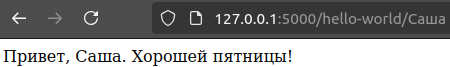 127.0.0.1:5000/hello-world/Саша
Привет, Саша. Хорошей пятницы!